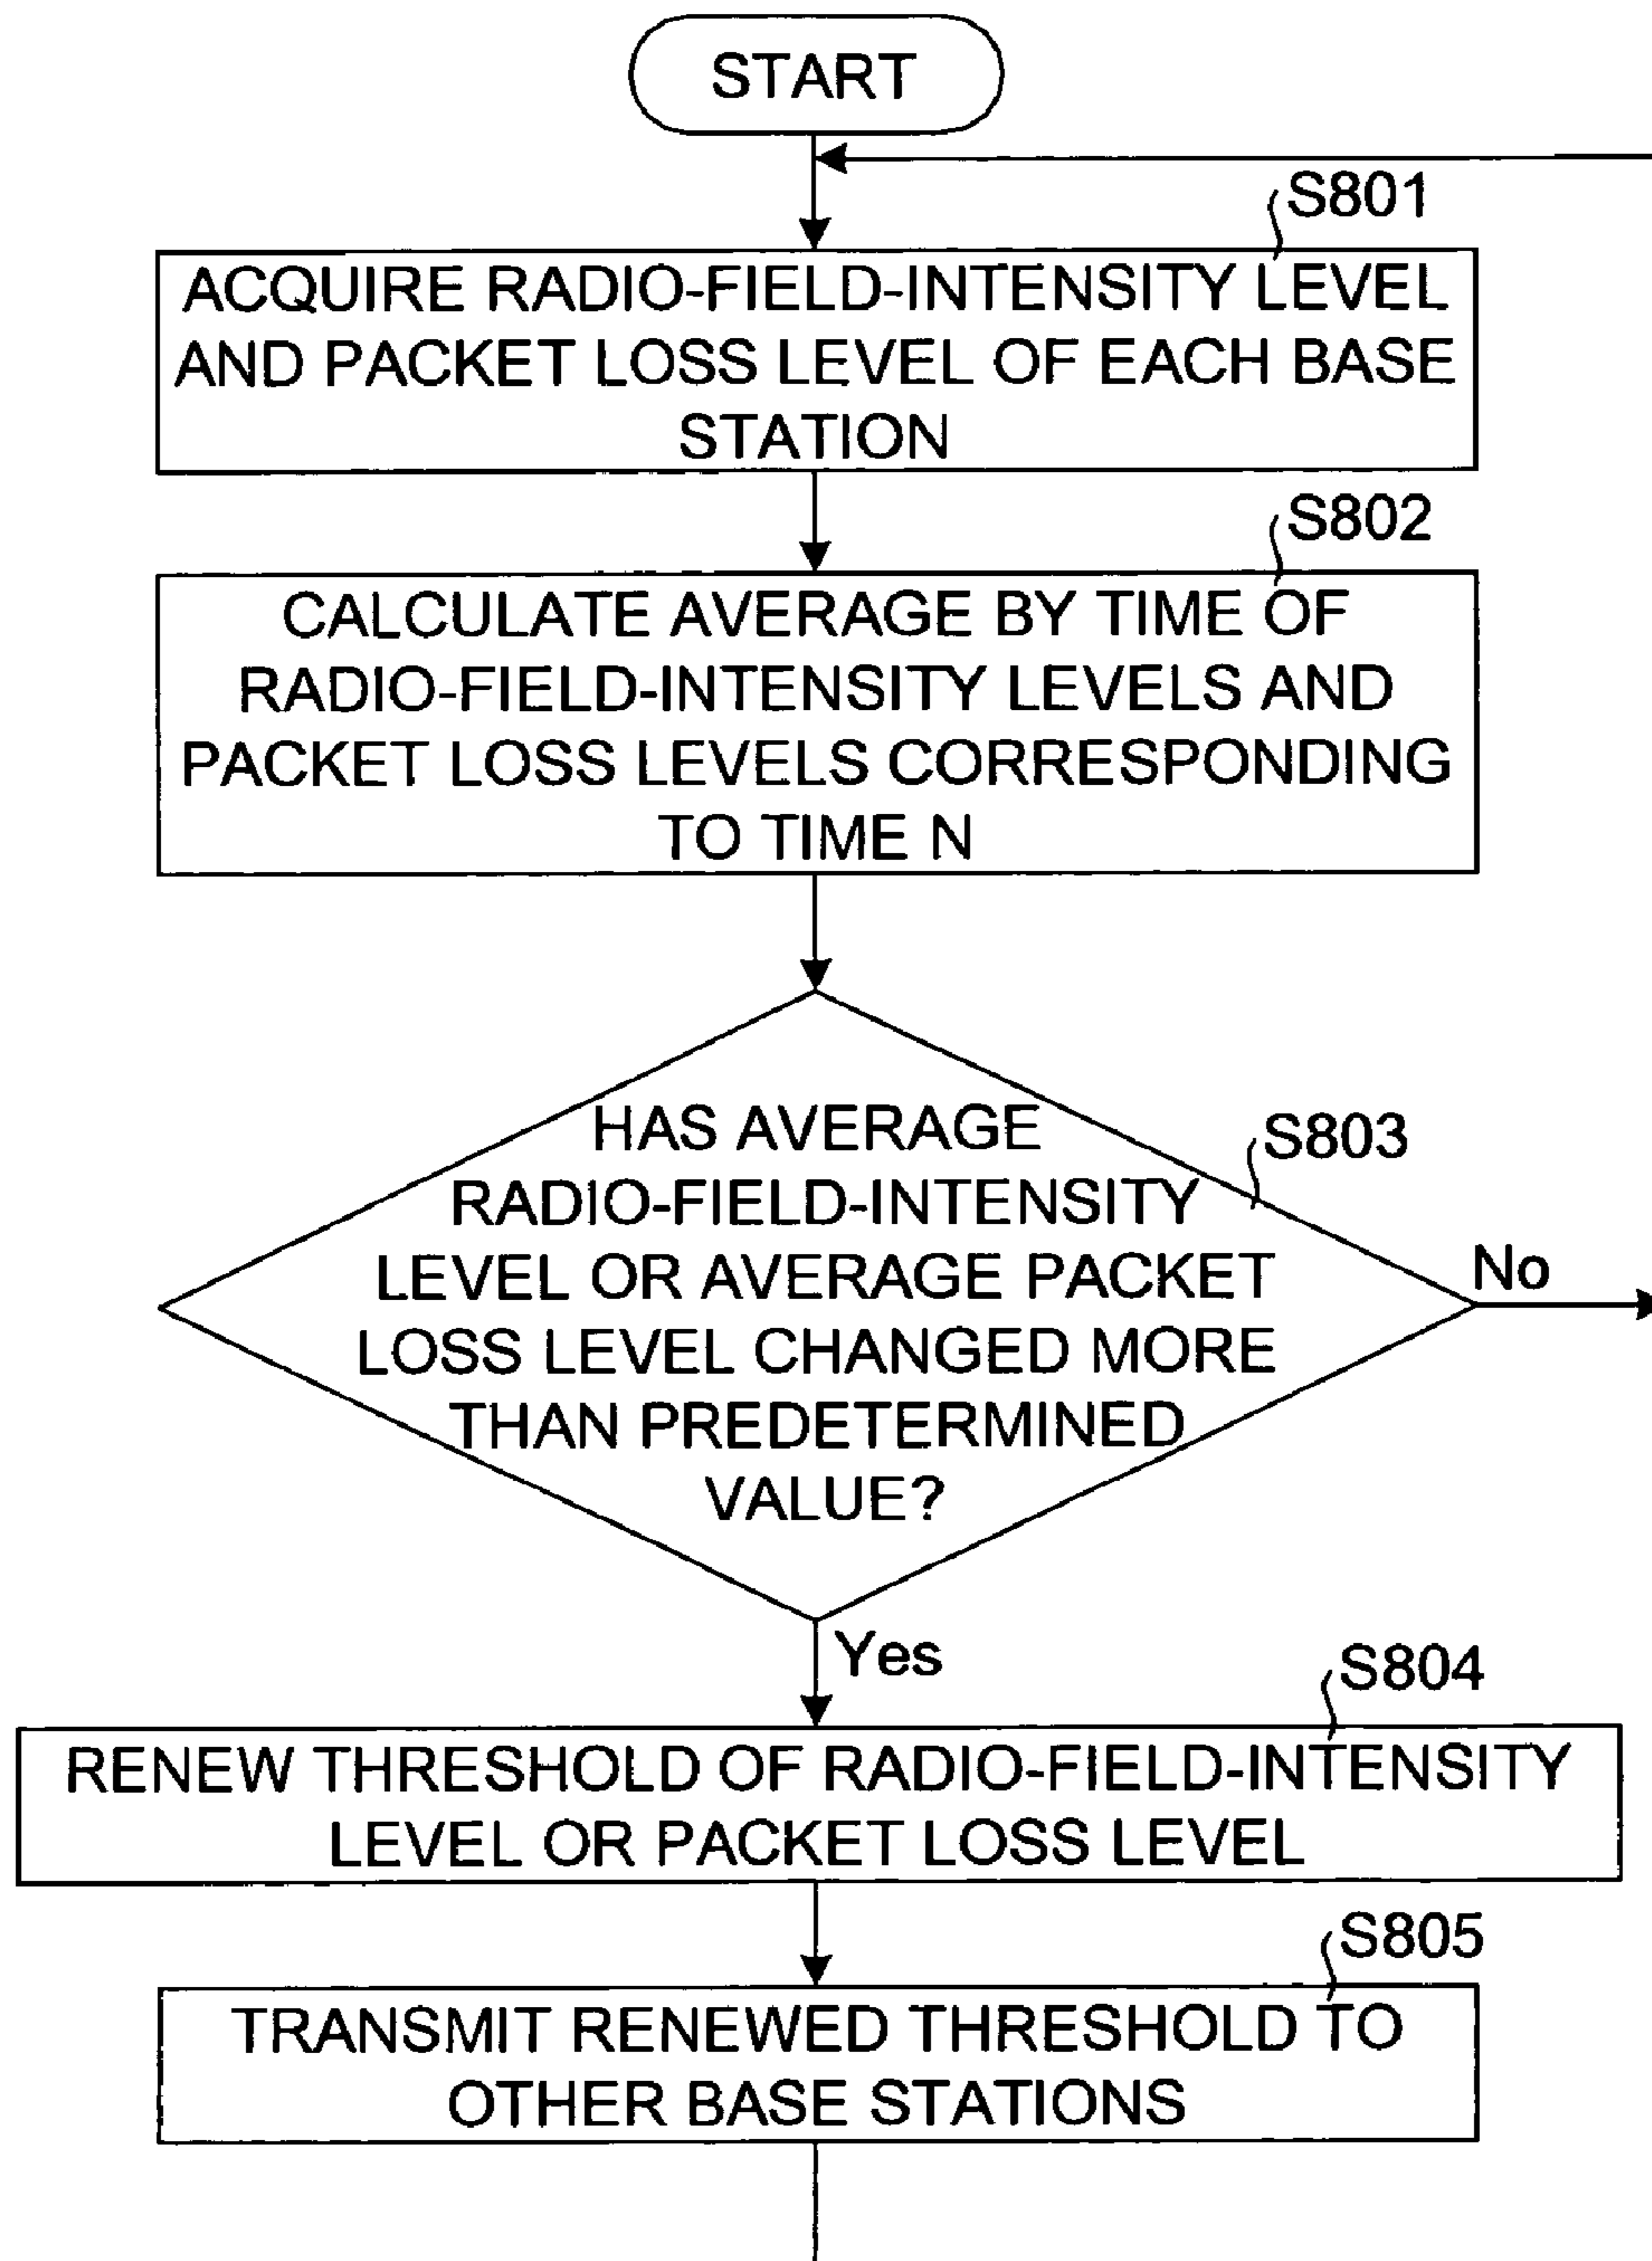 START
S801
ACQUIRE RADIO-FIELD-INTENSITY LEVEL
AND PACKET LOSS LEVEL OF EACH BASE
STATION
S802
CALCULATE AVERAGE BY TIME OF
RADIO-FIELD-INTENSITY LEVELS AND
PACKET LOSS LEVELS CORRESPONDING
TO TIME N
S803
HAS AVERAGE
RADIO-FIELD-INTENSITY
LEVEL OR AVERAGE PACKET
LOSS LEVEL CHANGED MORE
THAN PREDETERMINED
VALUE?
No
Yes
S804
RENEW THRESHOLD OF RADIO-FIELD-INTENSITY
LEVEL OR PACKET LOSS LEVEL
S805
TRANSMIT RENEWED THRESHOLD TO
OTHER BASE STATIONS